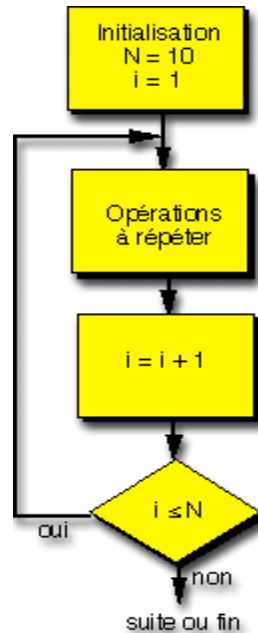 Initialisation
N = 10
i = 1
Opérations
à répéter
i = i + 1
i ≤ N
oui
non
suite ou fin